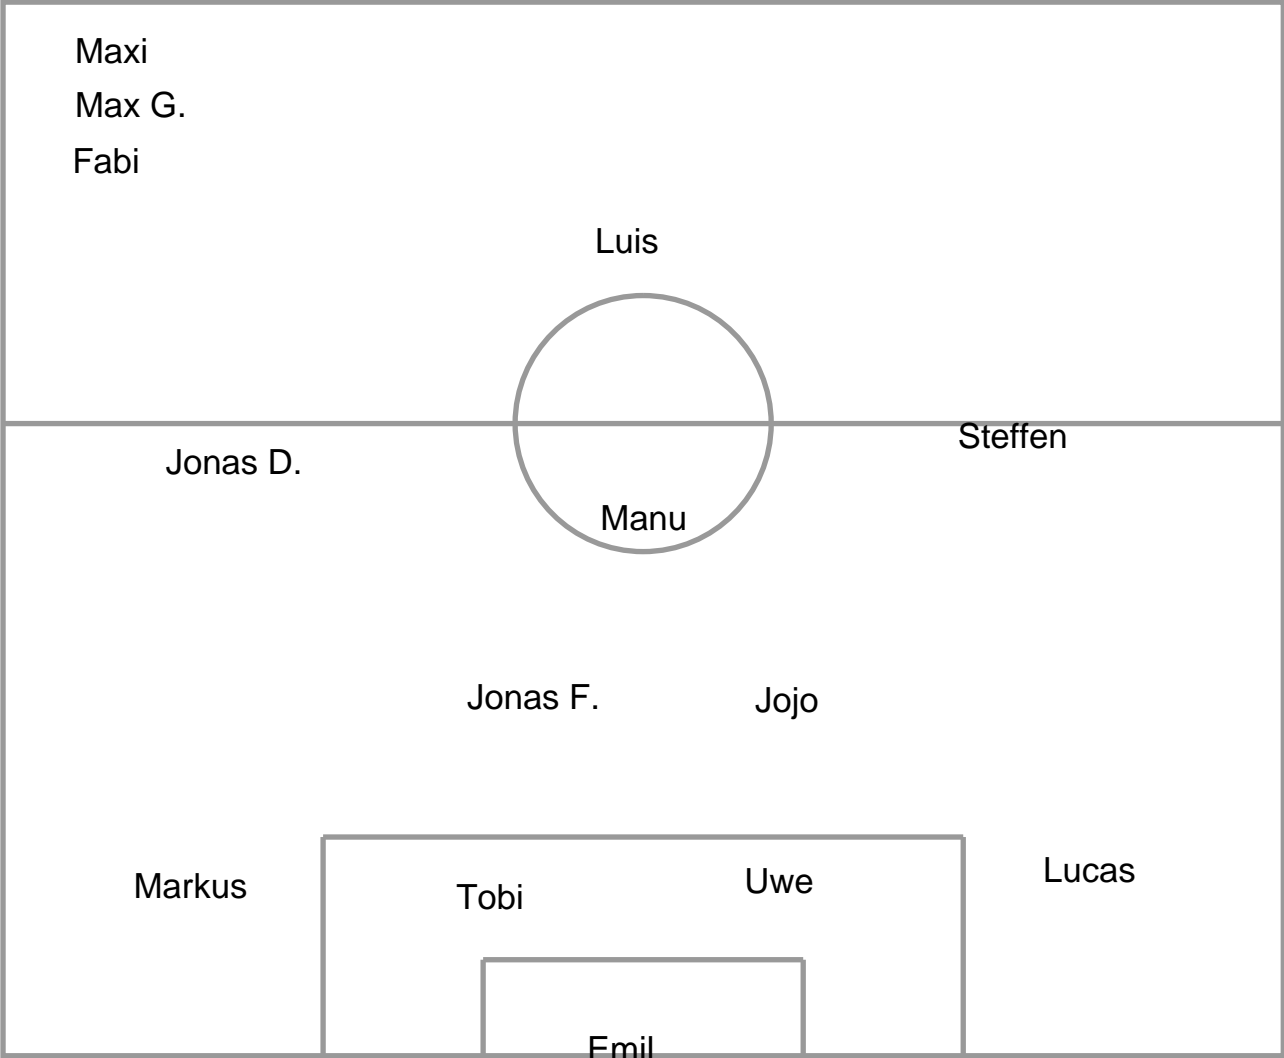 Maxi
Max G.
Fabi
Luis
Steffen
Jonas D.
Manu
Jonas F.
Jojo
Markus
Tobi
Uwe
Lucas
Emil